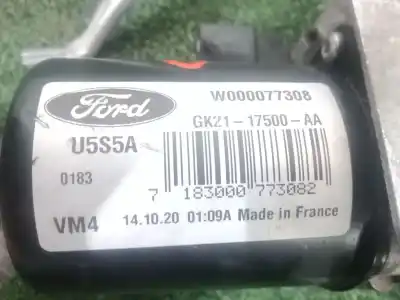 Ford
W000077308
GK21-17500-AA
U5S5A
0183
7 183000 773082
VM4 14.10.20 01:09A Made in France